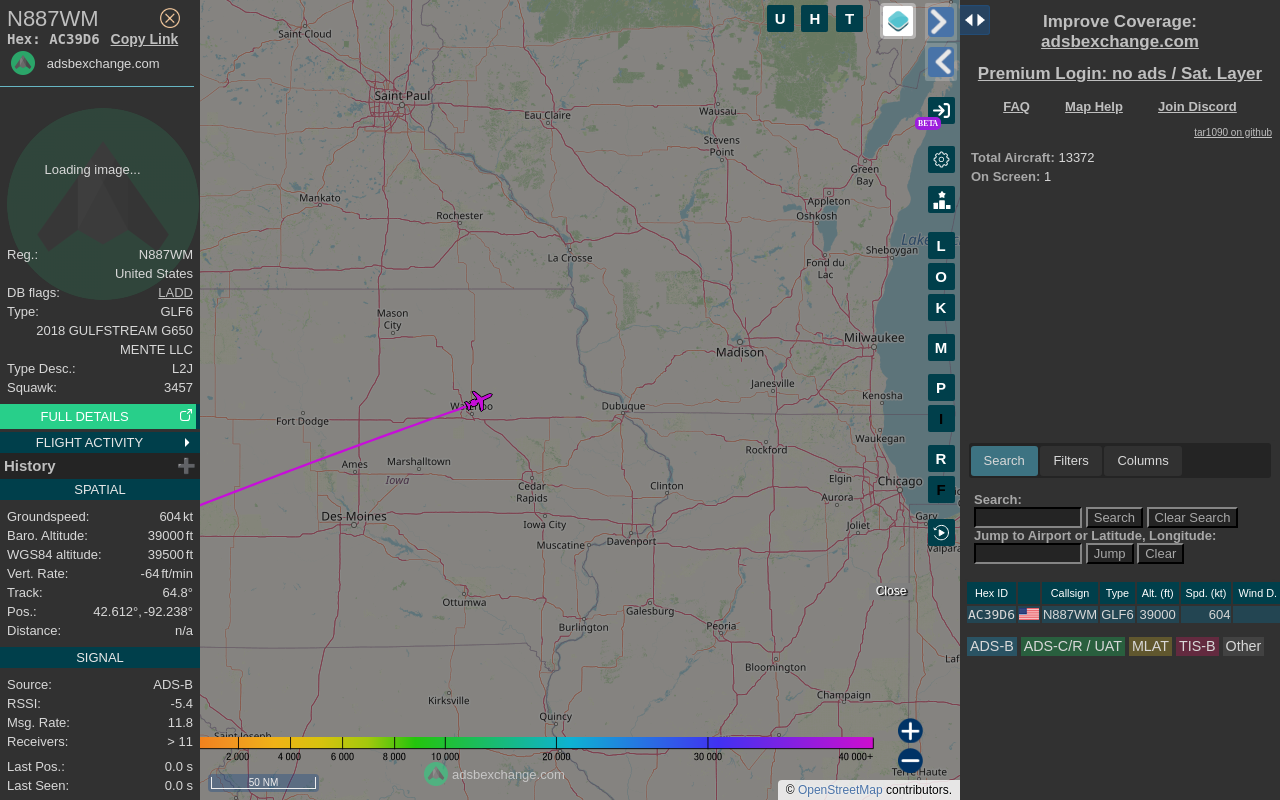 N887WM
Hex: AC39D6 Copy Link
adsbexchange.com
Loading image...
Reg.: N887WM
United States
DB flags: LADD
Type: GLF6
2018 GULFSTREAM G650
MENTE LLC
Type Desc.: L2J
Squawk: 3457
FULL DETAILS
FLIGHT ACTIVITY
History
SPATIAL
Groundspeed: 604 kt
Baro. Altitude: 39000 ft
WGS84 altitude: 39500 ft
Vert. Rate: -64 ft/min
Track: 64.8°
Pos.: 42.612°, -92.238°
Distance: n/a
SIGNAL
Source: ADS-B
RSSI: -5.4
Msg. Rate: 11.8
Receivers: > 11
Last Pos.: 0.0 s
Last Seen: 0.0 s
Saint Cloud
Saint Paul
Eau Claire
Wausau
Stevens
Point
Green
Bay
Appleton
Oshkosh
Mankato
Rochester
Sheboygan
La Crosse
Fond du
Lac
Mason
City
Milwaukee
Madison
Janesville
Kenosha
Dubuque
Fort Dodge
Waukegan
Rockford
Ames
Marshalltown
Iowa
Cedar
Rapids
Clinton
Elgin
Chicago
Aurora
Des Moines
Iowa City
Joliet
Gary
Muscatine
Davenport
Ottumwa
Galesburg
Burlington
Peoria
Bloomington
Kirksville
Champaign
Quincy
Saint Joseph
Terre Haute
U H T
BETA
L
O
K
M
P
I
R
F
Close
2 000 4 000 6 000 8 000 10 000 20 000 30 000 40 000+
50 NM
adsbexchange.com
© OpenStreetMap contributors.
Improve Coverage:
adsbexchange.com
Premium Login: no ads / Sat. Layer
FAQ Map Help Join Discord
tar1090 on github
Total Aircraft: 13372
On Screen: 1
Search Filters Columns
Search:
Search Clear Search
Jump to Airport or Latitude, Longitude:
Jump Clear
Hex ID Callsign Type Alt. (ft) Spd. (kt) Wind D.
AC39D6 N887WM GLF6 39000 604
ADS-B ADS-C/R / UAT MLAT TIS-B Other